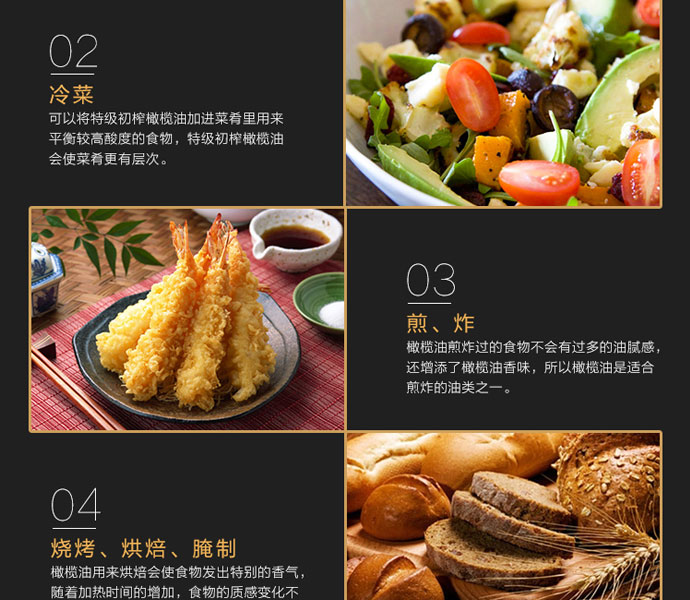 02
冷菜
可以将特级初榨橄榄油加进菜肴里用来
平衡较高酸度的食物，特级初榨橄榄油
会使菜肴更有层次。
03
煎、炸
橄榄油煎炸过的食物不会有过多的油腻感，
还增添了橄榄油香味，所以橄榄油是适合
煎炸的油类之一。
04
烧烤、烘焙、腌制
橄榄油用来烘焙会使食物发出特别的香气，
随着加热时间的增加，食物的质感变化不